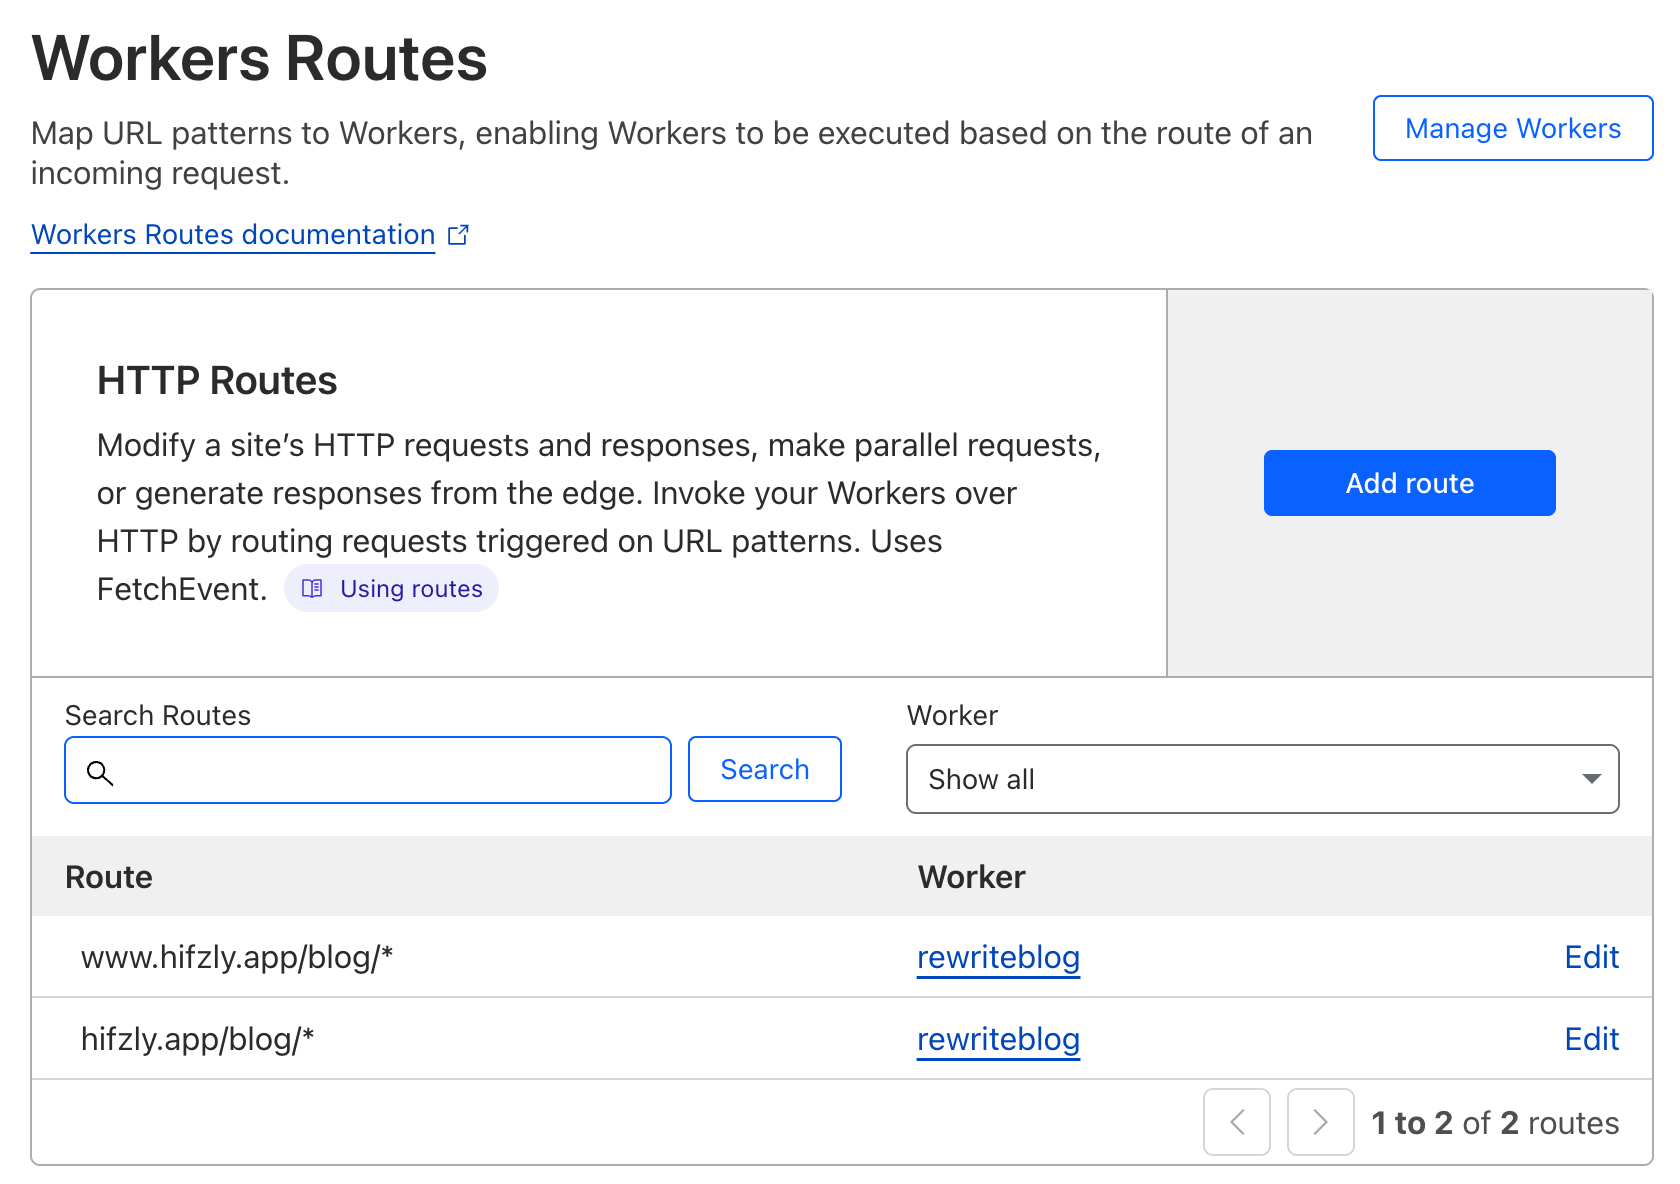 Workers Routes
Map URL patterns to Workers, enabling Workers to be executed based on the route of an
incoming request.
Manage Workers
Workers Routes documentation
HTTP Routes
Modify a site’s HTTP requests and responses, make parallel requests,
or generate responses from the edge. Invoke your Workers over
HTTP by routing requests triggered on URL patterns. Uses
FetchEvent. Using routes
Add route
Search Routes
Search
Worker
Show all
Route Worker
www.hifzly.app/blog/* rewriteblog Edit
hifzly.app/blog/* rewriteblog Edit
1 to 2 of 2 routes